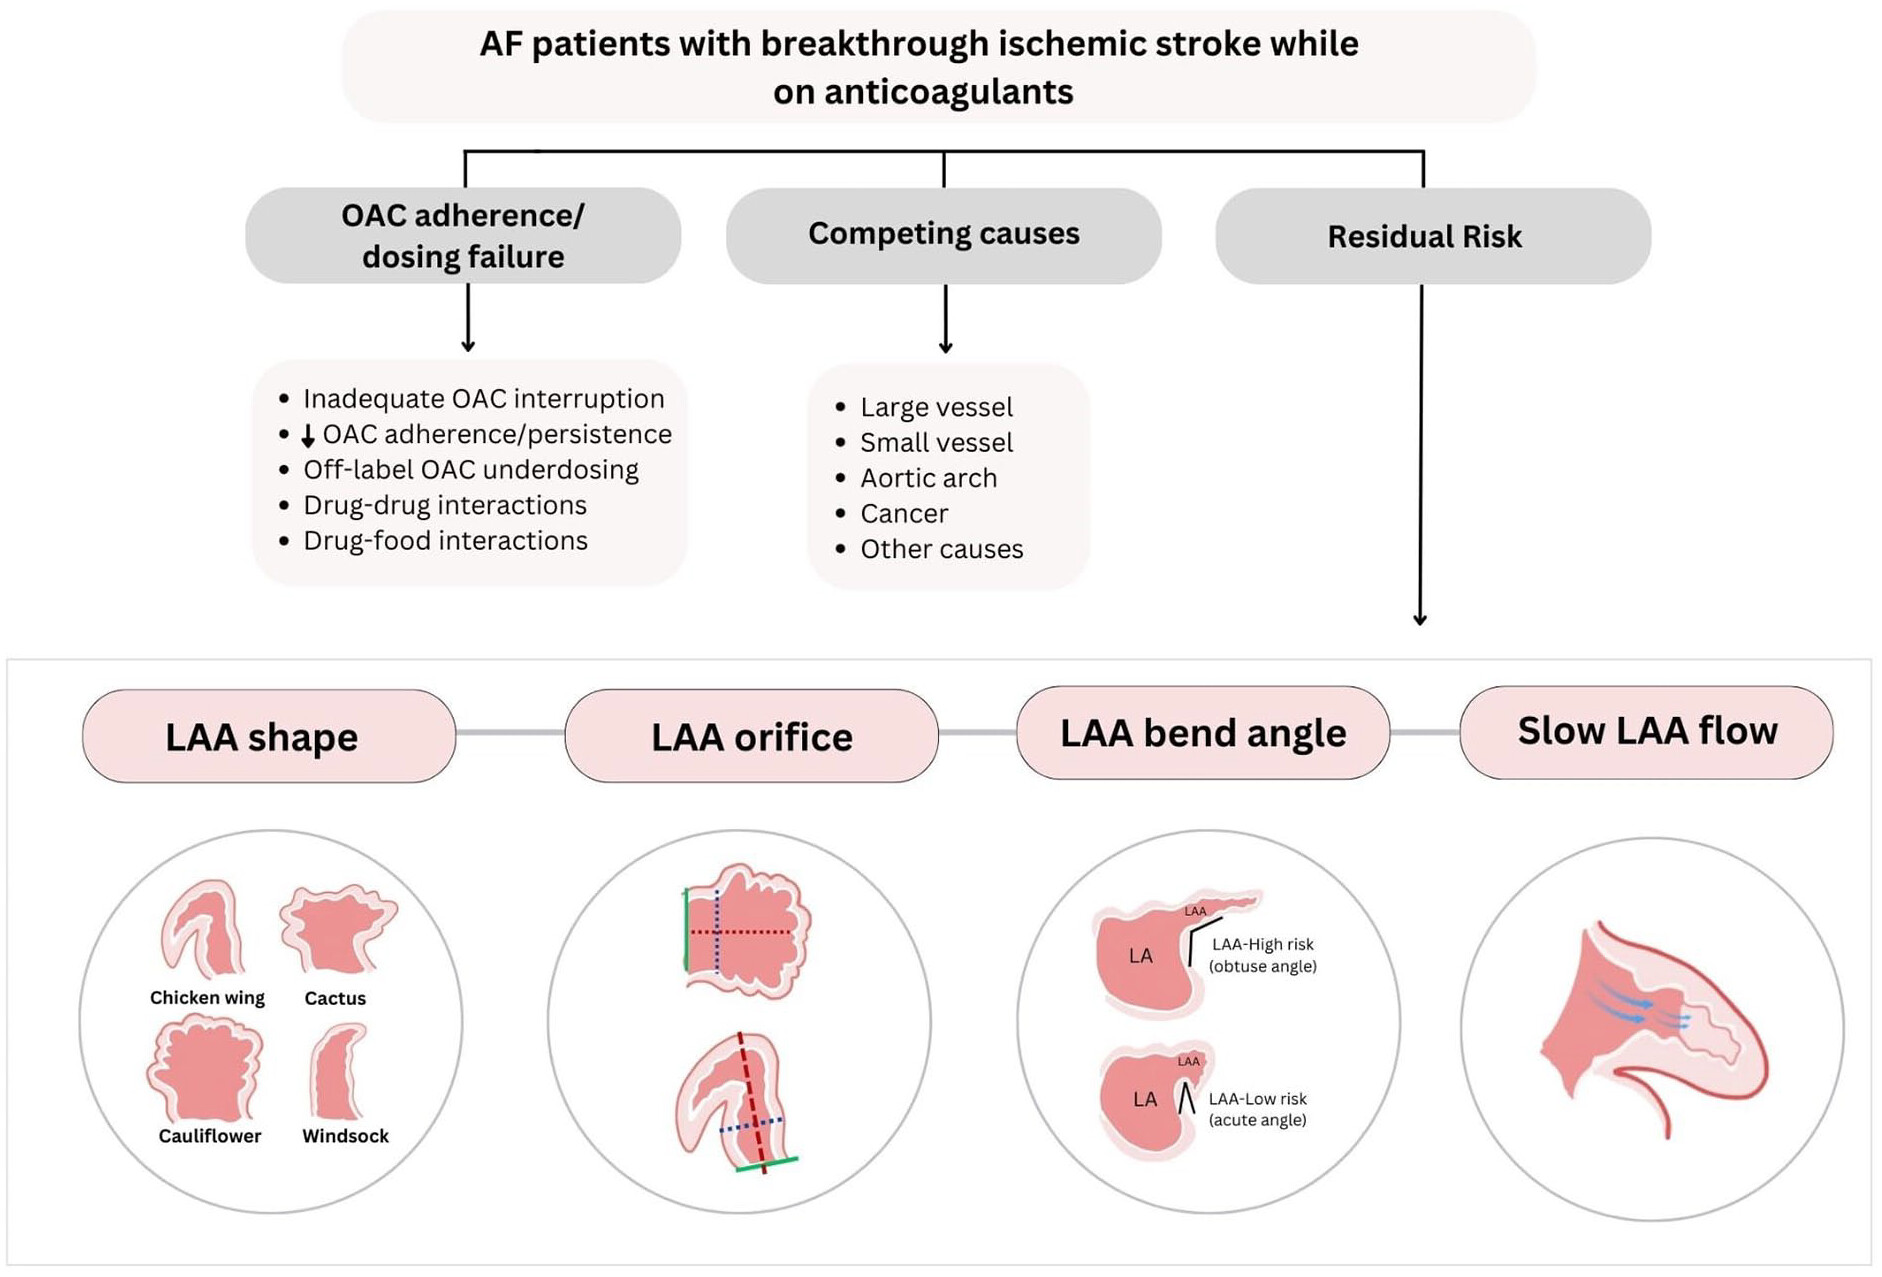 AF patients with breakthrough ischemic stroke while
on anticoagulants
OAC adherence/
dosing failure
Competing causes
Residual Risk
• Inadequate OAC interruption
• ↓ OAC adherence/persistence
• Off-label OAC underdosing
• Drug-drug interactions
• Drug-food interactions
• Large vessel
• Small vessel
• Aortic arch
• Cancer
• Other causes
LAA shape
LAA orifice
LAA bend angle
Slow LAA flow
Chicken wing
Cactus
Cauliflower
Windsock
LAA
LA
LAA-High risk
(obtuse angle)
LAA
LA
LAA-Low risk
(acute angle)